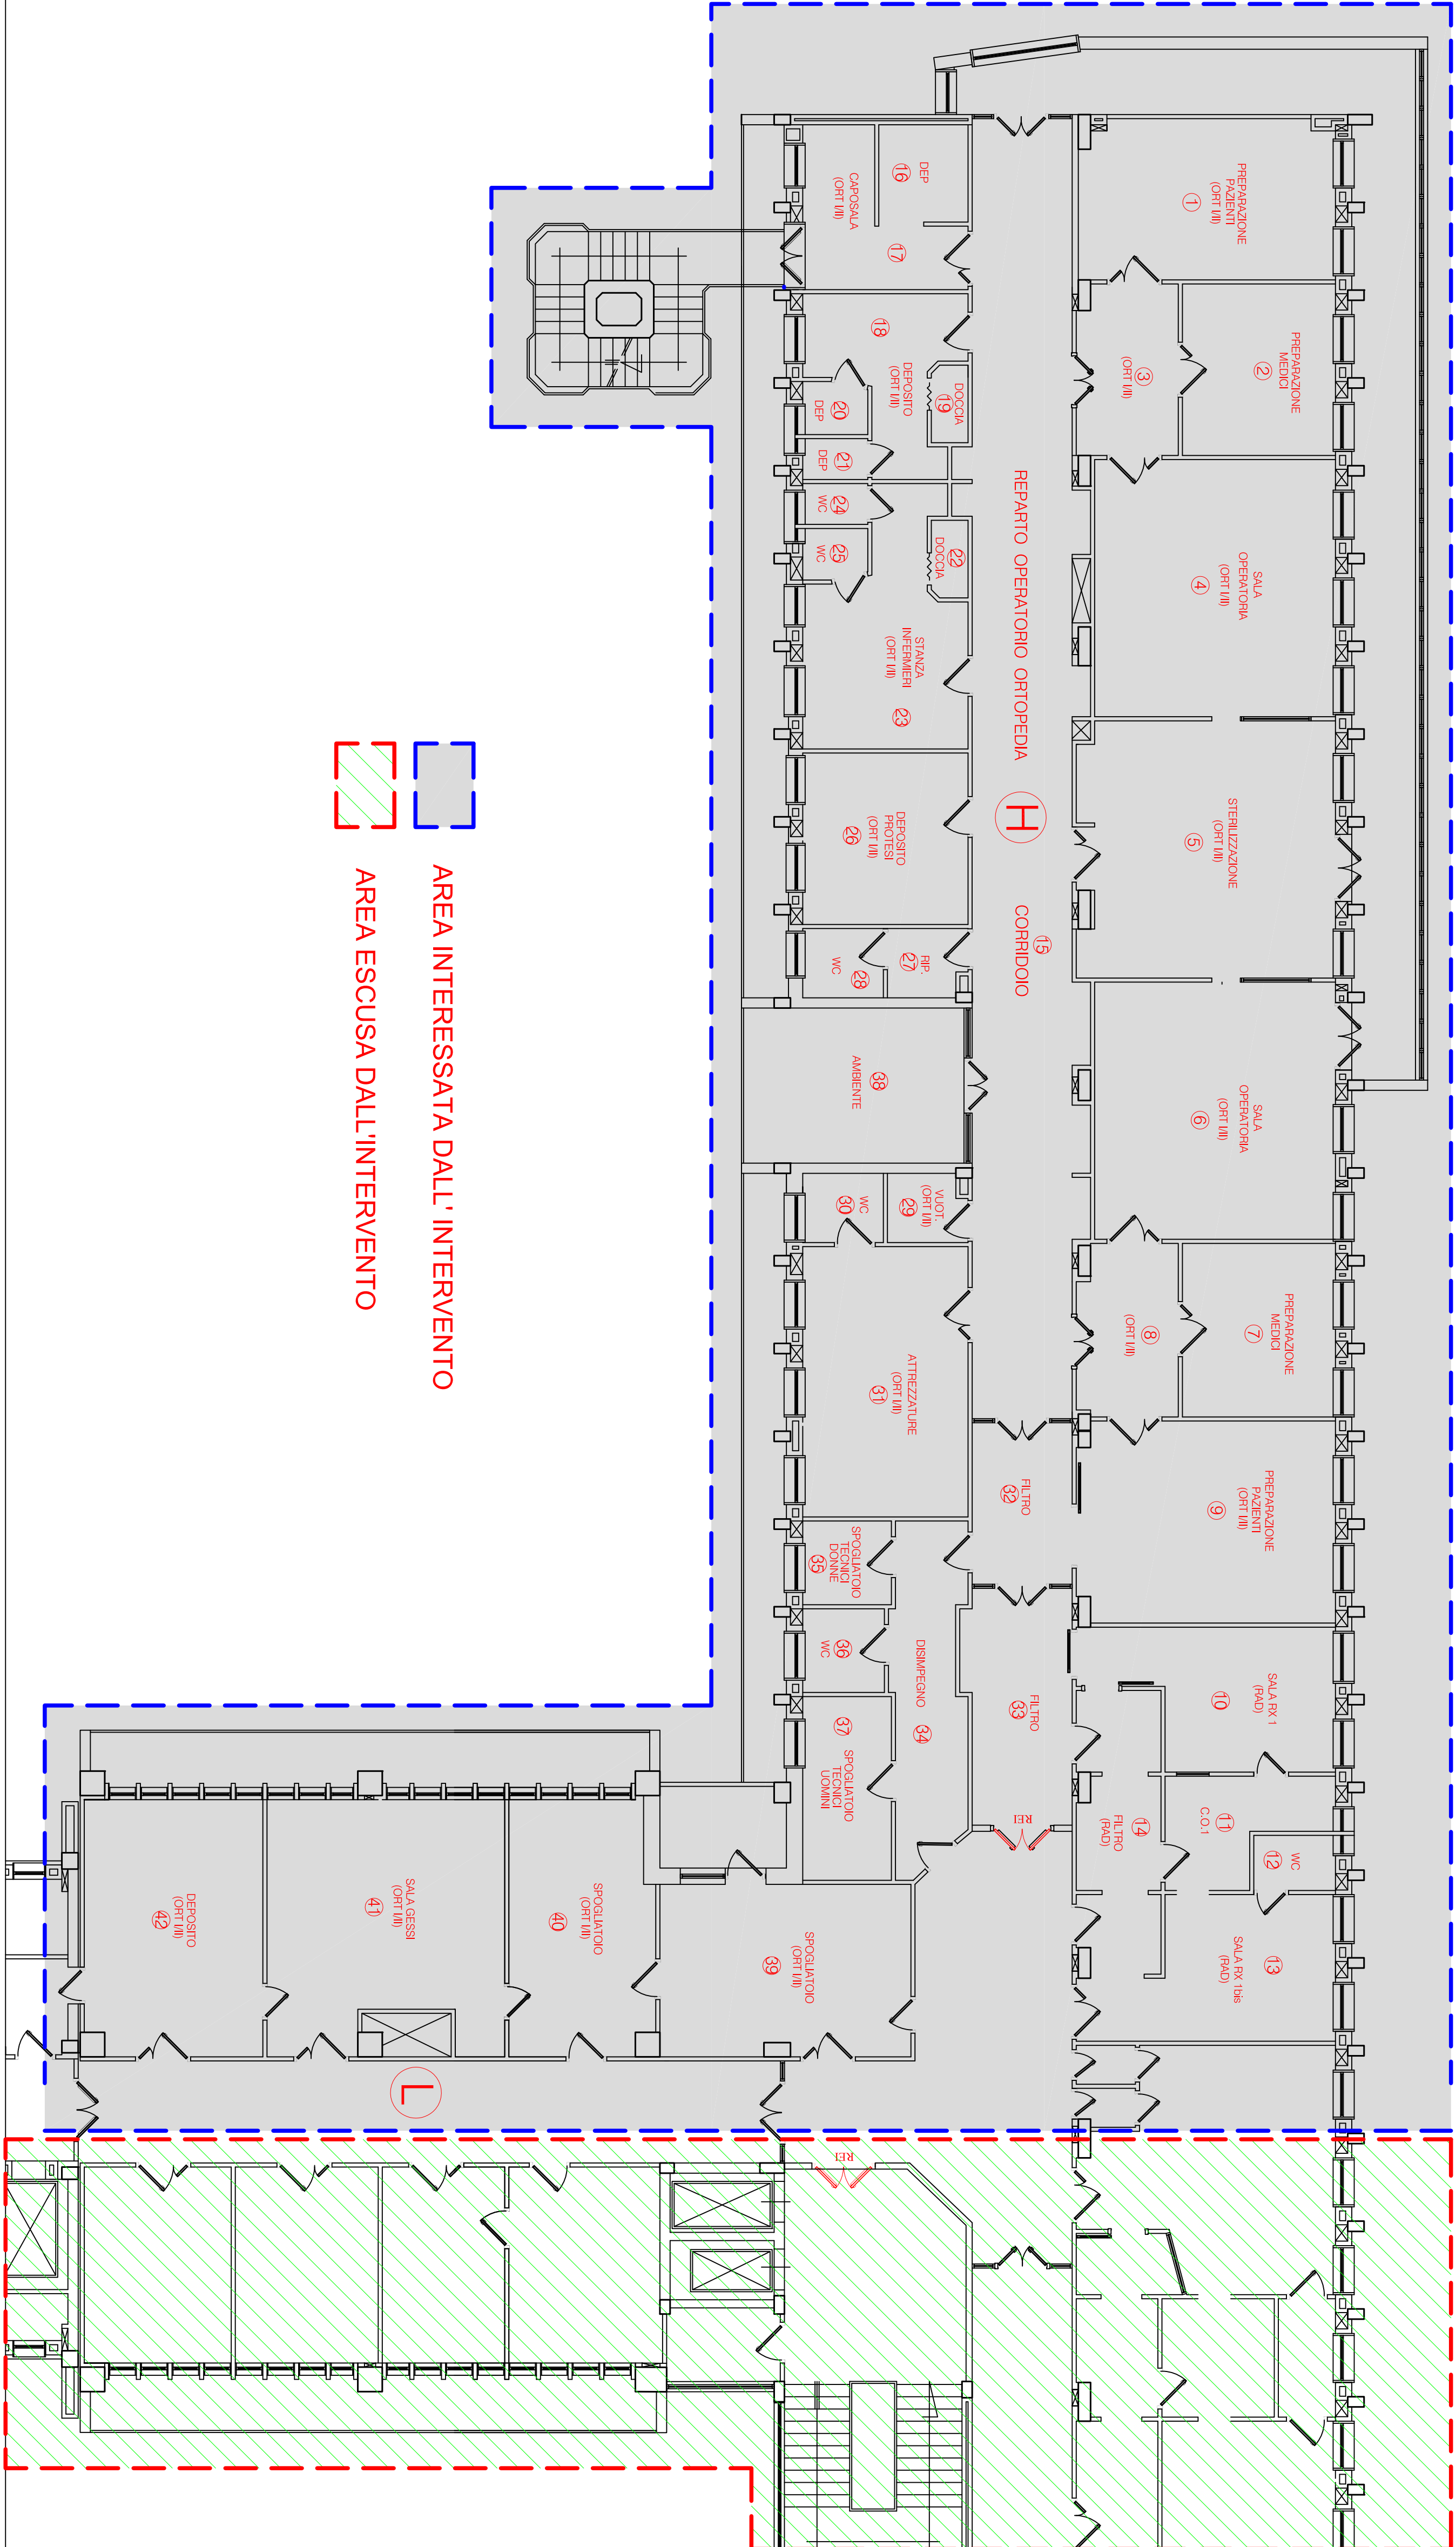 PREPARAZIONE
PAZIENTI
(ORT I/II)
1
PREPARAZIONE
MEDICI
2
3
(ORT I/II)
SALA
OPERATORIA
(ORT I/II)
4
STERILIZZAZIONE
(ORT I/II)
5
SALA
OPERATORIA
(ORT I/II)
6
PREPARAZIONE
MEDICI
7
8
(ORT I/II)
PREPARAZIONE
PAZIENTI
(ORT I/II)
9
SALA RX 1
(RAD)
10
11
C.O.1
WC
12
13
SALA RX 1bis
(RAD)
14
FILTRO
(RAD)
REPARTO OPERATORIO ORTOPEDIA
H
15
CORRIDOIO
DEP
16
CAPOSALA
(ORT I/II)
17
18
DEPOSITO
(ORT I/II)
DOCCIA
19
20
DEP
21
DEP
22
DOCCIA
STANZA
INFERMIERI
(ORT I/II)
23
24
WC
25
WC
DEPOSITO
PROTESI
(ORT I/II)
26
RIP.
27
28
WC
38
AMBIENTE
VUOT.
(ORT I/II)
29
WC
30
ATTREZZATURE
(ORT I/II)
31
FILTRO
32
FILTRO
33
REI
DISIMPEGNO
34
SPOGLIATOIO
TECNICI
DONNE
35
36
WC
37
SPOGLIATOIO
TECNICI
UOMINI
SPOGLIATOIO
(ORT I/II)
39
SPOGLIATOIO
(ORT I/II)
40
SALA GESSI
(ORT I/II)
41
DEPOSITO
(ORT I/II)
42
L
REI
AREA INTERESSATA DALL' INTERVENTO
AREA ESCUSA DALL'INTERVENTO